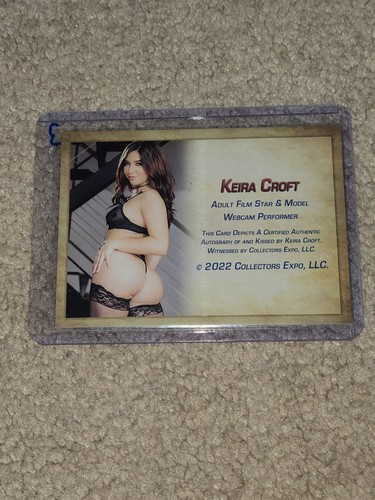 KEIRA CROFT
ADULT FILM STAR & MODEL
WEBCAM PERFORMER
THIS CARD DEPICTS A CERTIFIED AUTHENTIC
AUTOGRAPH OF AND KISSED BY KEIRA CROFT,
WITNESSED BY COLLECTORS EXPO, LLC.
© 2022 COLLECTORS EXPO, LLC.